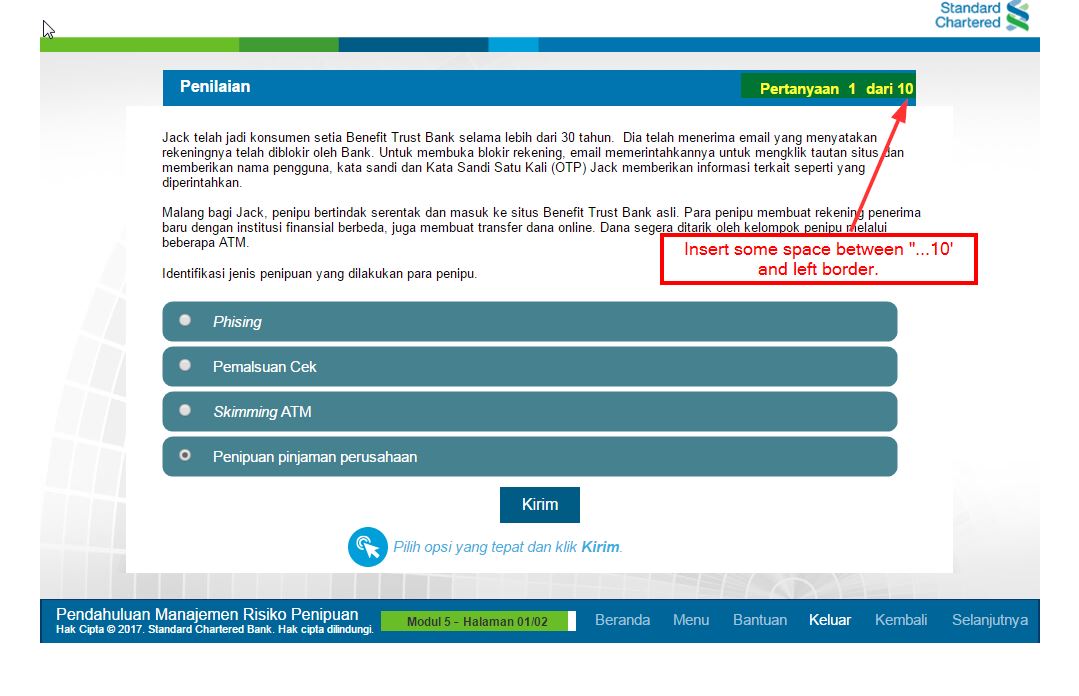 Standard
Chartered
Penilaian
Pertanyaan 1 dari 10
Jack telah jadi konsumen setia Benefit Trust Bank selama lebih dari 30 tahun. Dia telah menerima email yang menyatakan
rekeningnya telah diblokir oleh Bank. Untuk membuka blokir rekening, email memerintahkannya untuk mengklik tautan situs dan
memberikan nama pengguna, kata sandi dan Kata Sandi Satu Kali (OTP) Jack memberikan informasi terkait seperti yang
diperintahkan.
Malang bagi Jack, penipu bertindak serentak dan masuk ke situs Benefit Trust Bank asli. Para penipu membuat rekening penerima
baru dengan institusi finansial berbeda, juga membuat transfer dana online. Dana segera ditarik oleh kelompok penipu melalui
beberapa ATM.
Insert some space between "...10'
and left border.
Identifikasi jenis penipuan yang dilakukan para penipu.
Phising
Pemalsuan Cek
Skimming ATM
Penipuan pinjaman perusahaan
Kirim
Pilih opsi yang tepat dan klik Kirim.
Pendahuluan Manajemen Risiko Penipuan
Hak Cipta © 2017. Standard Chartered Bank. Hak cipta dilindungi.
Modul 5 - Halaman 01/02
Beranda Menu Bantuan Keluar Kembali Selanjutnya